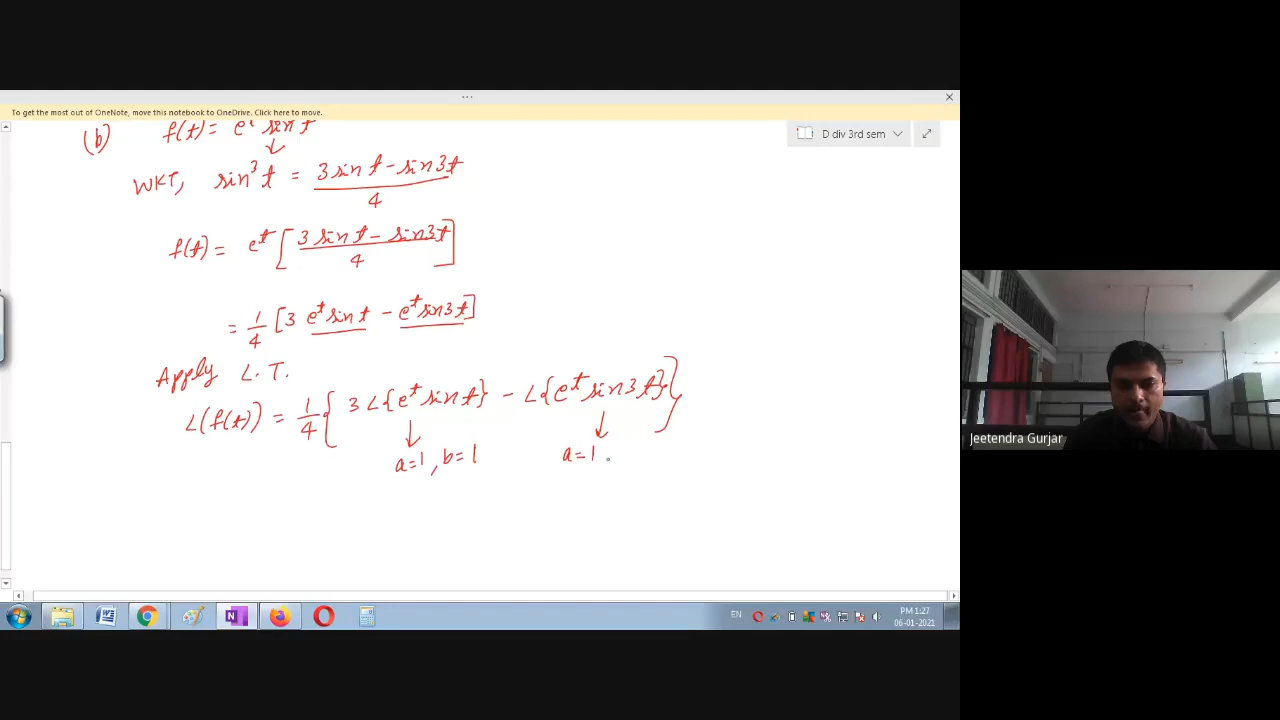 To get the most out of OneNote, move this notebook to OneDrive. Click here to move.
D div 3rd sem
(b) f(t) = e^t sin^3 t
WKT, sin^3 t = (3 sin t - sin 3t) / 4
f(t) = e^t [(3 sin t - sin 3t) / 4]
= 1/4 [3 e^t sin t - e^t sin 3t]
Apply L.T.
L(f(t)) = 1/4 { 3 L{e^t sin t} - L{e^t sin 3t} }
a=1, b=1 a=1
Jeetendra Gurjar
EN
PM 1:27
06-01-2021